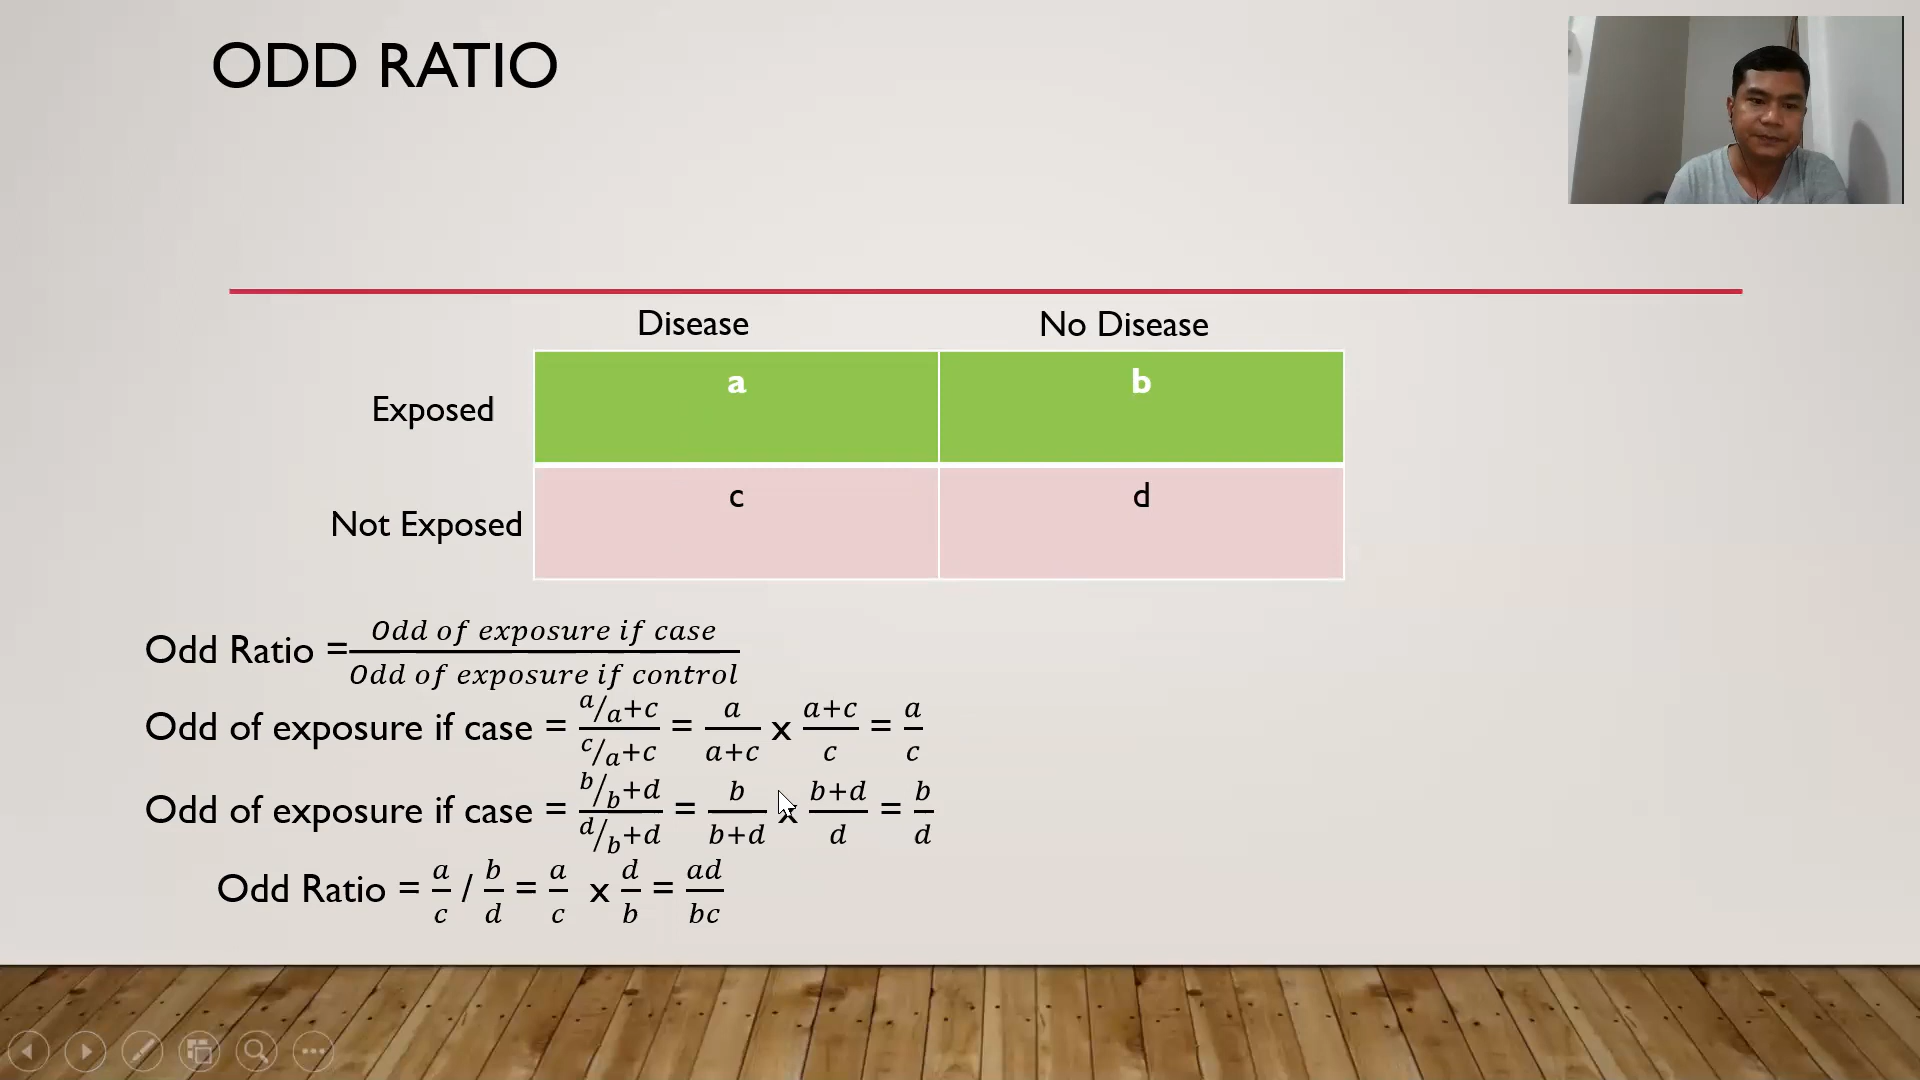 ODD RATIO
Disease No Disease
Exposed a b
Not Exposed c d
Odd Ratio = Odd of exposure if case / Odd of exposure if control
Odd of exposure if case = (a/a+c) / (c/a+c) = a/(a+c) x (a+c)/c = a/c
Odd of exposure if case = (b/b+d) / (d/b+d) = b/(b+d) x (b+d)/d = b/d
Odd Ratio = a/c / b/d = a/c x d/b = ad/bc